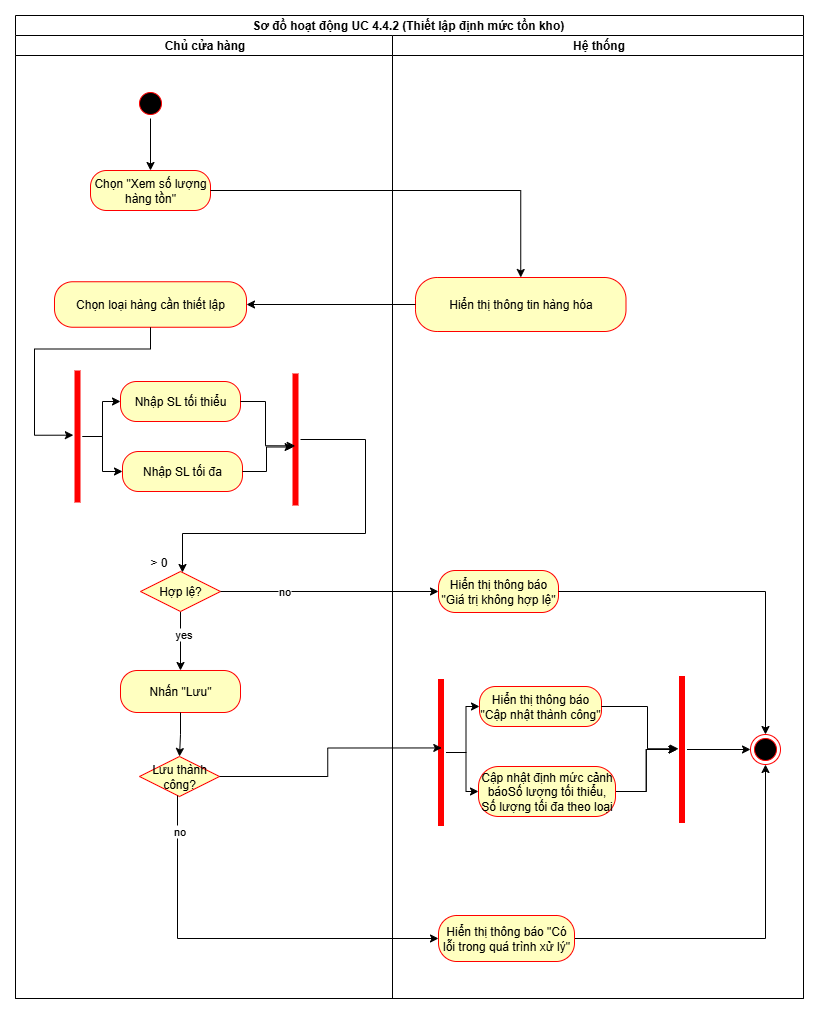 Sơ đồ hoạt động UC 4.4.2 (Thiết lập định mức tồn kho)
Chủ cửa hàng
Hệ thống
Chọn "Xem số lượng
hàng tồn"
Chọn loại hàng cần thiết lập
Hiển thị thông tin hàng hóa
Nhập SL tối thiểu
Nhập SL tối đa
> 0
Hợp lệ?
no
Hiển thị thông báo
"Giá trị không hợp lệ"
yes
Nhấn "Lưu"
Hiển thị thông báo
"Cập nhật thành công"
Lưu thành
công?
Cập nhật định mức cảnh
báoSố lượng tối thiểu,
Số lượng tối đa theo loại
no
Hiển thị thông báo "Có
lỗi trong quá trình xử lý"